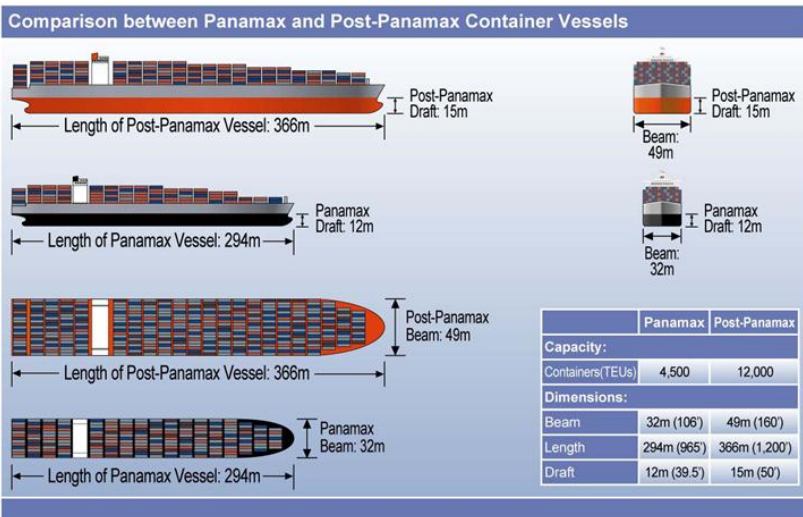 Comparison between Panamax and Post-Panamax Container Vessels
Post-Panamax
Draft: 15m
Length of Post-Panamax Vessel: 366m
Post-Panamax
Draft: 15m
Beam:
49m
Panamax
Draft: 12m
Length of Panamax Vessel: 294m
Panamax
Draft: 12m
Beam:
32m
Post-Panamax
Beam: 49m
Length of Post-Panamax Vessel: 366m
Panamax
Beam: 32m
Length of Panamax Vessel: 294m
Panamax Post-Panamax
Capacity:
Containers(TEUs) 4,500 12,000
Dimensions:
Beam 32m (106') 49m (160')
Length 294m (965') 366m (1,200')
Draft 12m (39.5') 15m (50')